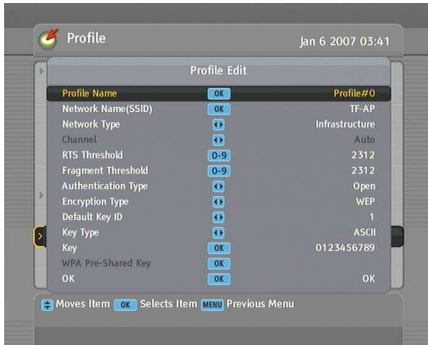 Profile
Jan 6 2007 03:41
Profile Edit
Profile Name OK Profile#0
Network Name(SSID) OK TF-AP
Network Type Infrastructure
Channel Auto
RTS Threshold 0-9 2312
Fragment Threshold 0-9 2312
Authentication Type Open
Encryption Type WEP
Default Key ID 1
Key Type ASCII
Key OK 0123456789
WPA Pre-Shared Key OK
OK OK OK
Moves Item OK Selects Item MENU Previous Menu